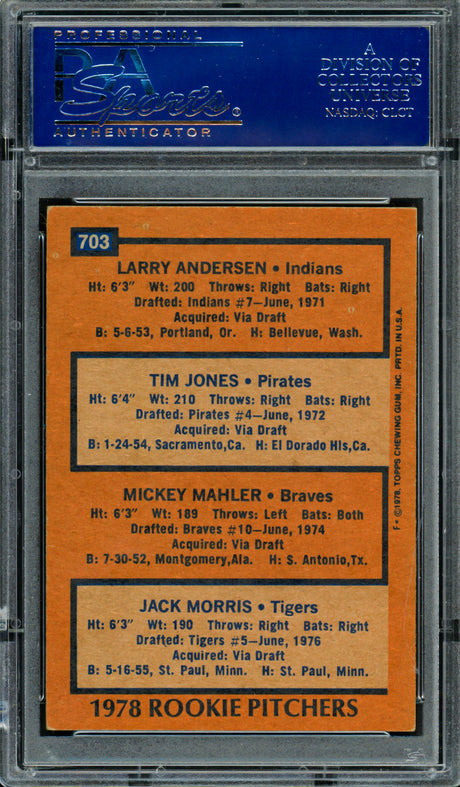 PROFESSIONAL
PSA
Sports®
AUTHENTICATOR
A
DIVISION OF
COLLECTORS
UNIVERSE
NASDAQ: CLCT
703
LARRY ANDERSEN • Indians
Ht: 6'3" Wt: 200 Throws: Right Bats: Right
Drafted: Indians #7–June, 1971
Acquired: Via Draft
B: 5-6-53, Portland, Or. H: Bellevue, Wash.
TIM JONES • Pirates
Ht: 6'4" Wt: 210 Throws: Right Bats: Right
Drafted: Pirates #4–June, 1972
Acquired: Via Draft
B: 1-24-54, Sacramento,Ca. H: El Dorado Hls,Ca.
MICKEY MAHLER • Braves
Ht: 6'3" Wt: 189 Throws: Left Bats: Both
Drafted: Braves #10–June, 1974
Acquired: Via Draft
B: 7-30-52, Montgomery,Ala. H: S. Antonio,Tx.
JACK MORRIS • Tigers
Ht: 6'3" Wt: 190 Throws: Right Bats: Right
Drafted: Tigers #5–June, 1976
Acquired: Via Draft
B: 5-16-55, St. Paul, Minn. H: St. Paul, Minn.
1978 ROOKIE PITCHERS
F* ©1978, TOPPS CHEWING GUM, INC. PRTD. IN U.S.A.